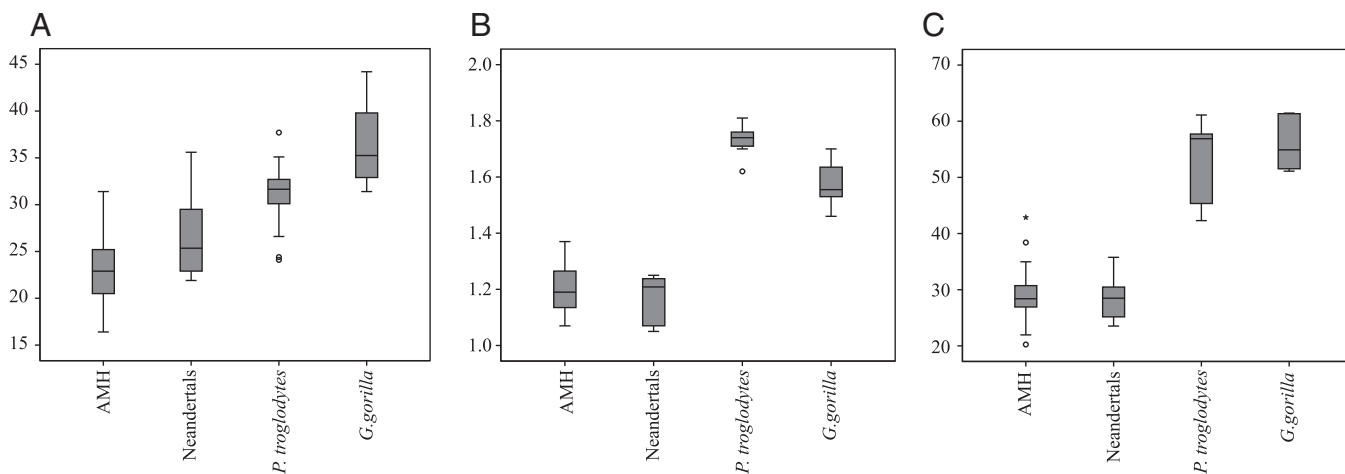 A
45
40
35
30
25
20
15
AMH
Neandertals
P. troglodytes
G.gorilla
B
2.0
1.8
1.6
1.4
1.2
1.0
AMH
Neandertals
P. troglodytes
G.gorilla
C
70
60
50
40
30
20
AMH
Neandertals
P. troglodytes
G.gorilla